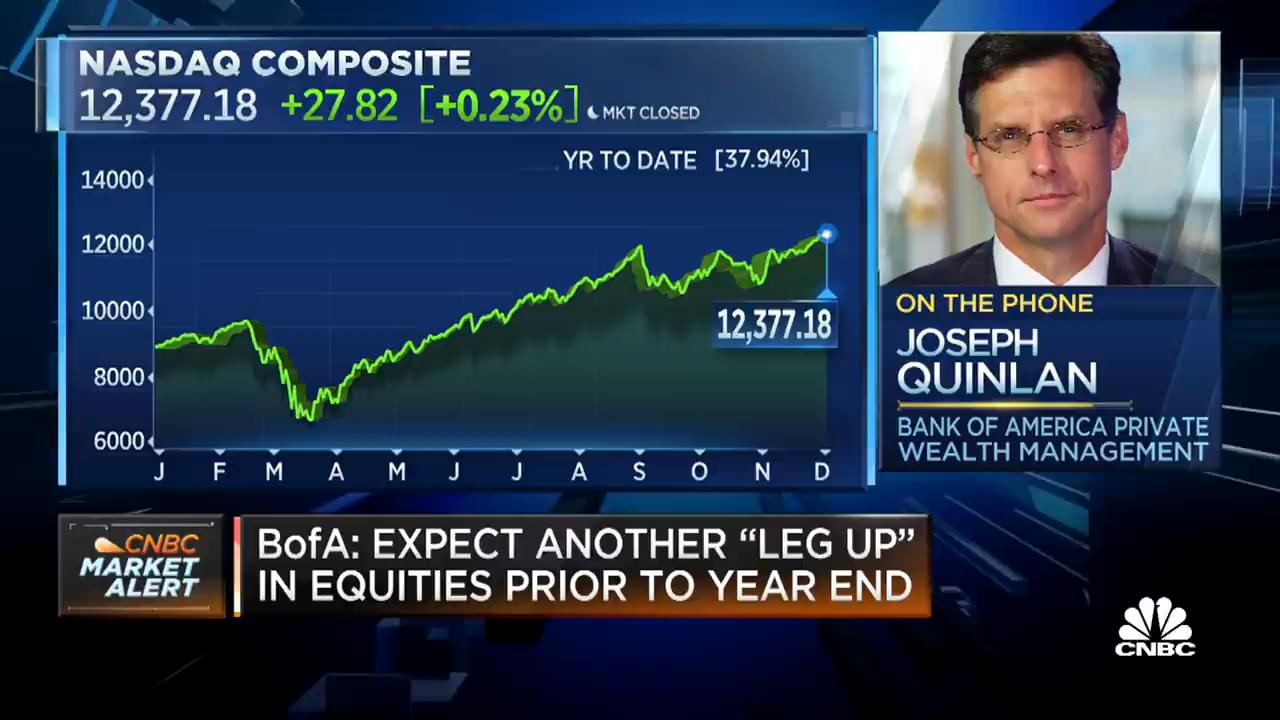 NASDAQ COMPOSITE
12,377.18 +27.82 [+0.23%] MKT CLOSED
YR TO DATE [37.94%]
14000
12000
10000
8000
6000
12,377.18
J F M A M J J A S O N D
ON THE PHONE
JOSEPH
QUINLAN
BANK OF AMERICA PRIVATE
WEALTH MANAGEMENT
CNBC
MARKET
ALERT
BofA: EXPECT ANOTHER “LEG UP”
IN EQUITIES PRIOR TO YEAR END
CNBC